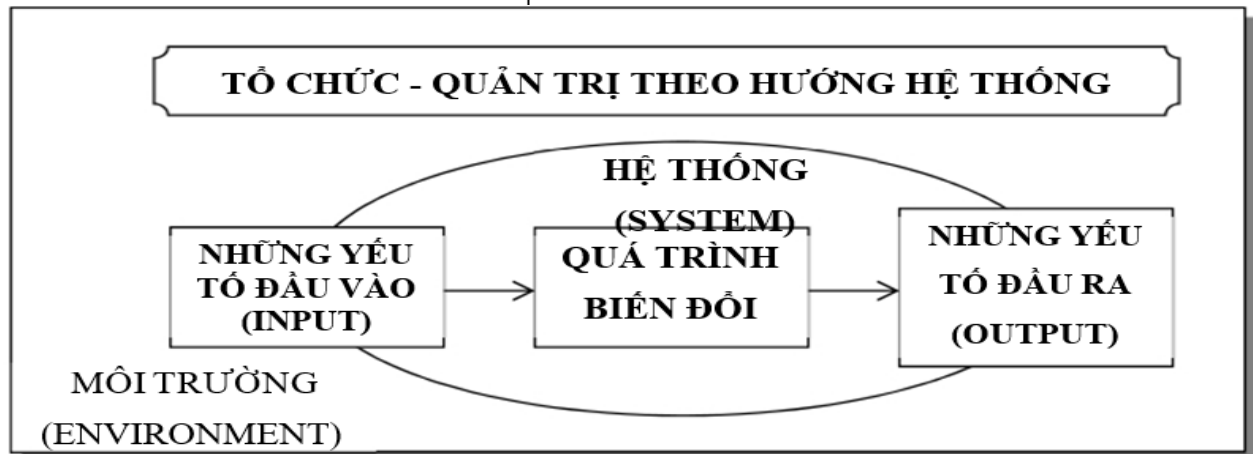 TỔ CHỨC - QUẢN TRỊ THEO HƯỚNG HỆ THỐNG
HỆ THỐNG
(SYSTEM)
NHỮNG YẾU
TỐ ĐẦU VÀO
(INPUT)
QUÁ TRÌNH
BIẾN ĐỔI
NHỮNG YẾU
TỐ ĐẦU RA
(OUTPUT)
MÔI TRƯỜNG
(ENVIRONMENT)